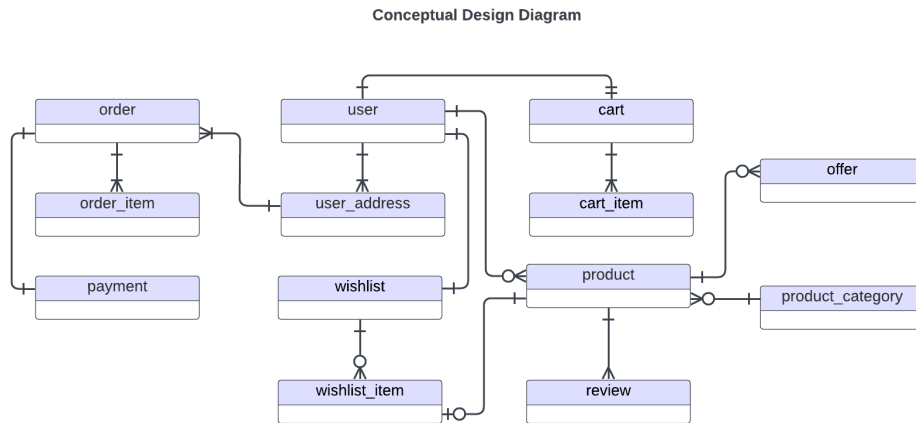 Conceptual Design Diagram
order
user
cart
offer
order_item
user_address
cart_item
payment
wishlist
product
product_category
wishlist_item
review